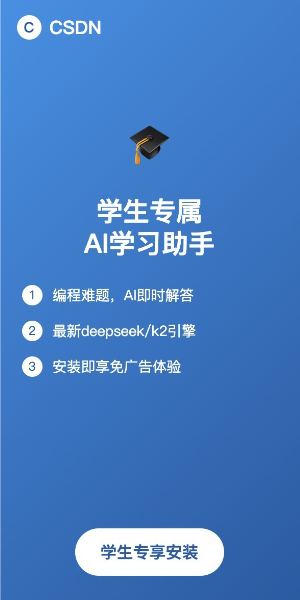 C CSDN
学生专属
AI学习助手
1 编程难题，AI即时解答
2 最新deepseek/k2引擎
3 安装即享免广告体验
学生专享安装